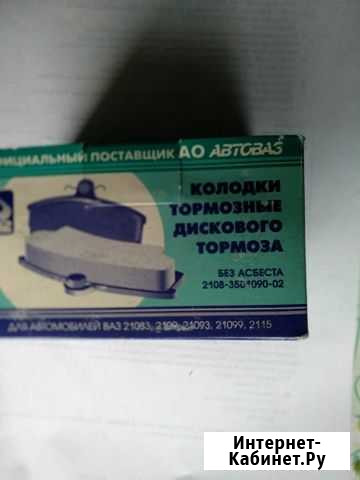 ФИЦИАЛЬНЫЙ ПОСТАВЩИК АО АВТОВАЗ
КОЛОДКИ
ТОРМОЗНЫЕ
ДИСКОВОГО
ТОРМОЗА
БЕЗ АСБЕСТА
2108-3501090-02
ДЛЯ АВТОМОБИЛЕЙ ВАЗ 21083, 2109, 21093, 21099, 2115
Интернет-
Кабинет.Ру